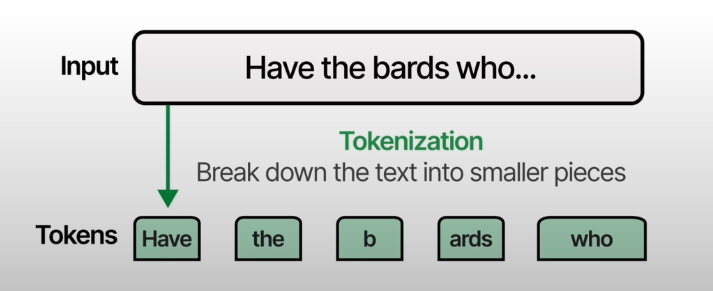 Input
Have the bards who...
Tokenization
Break down the text into smaller pieces
Tokens
Have the b ards who